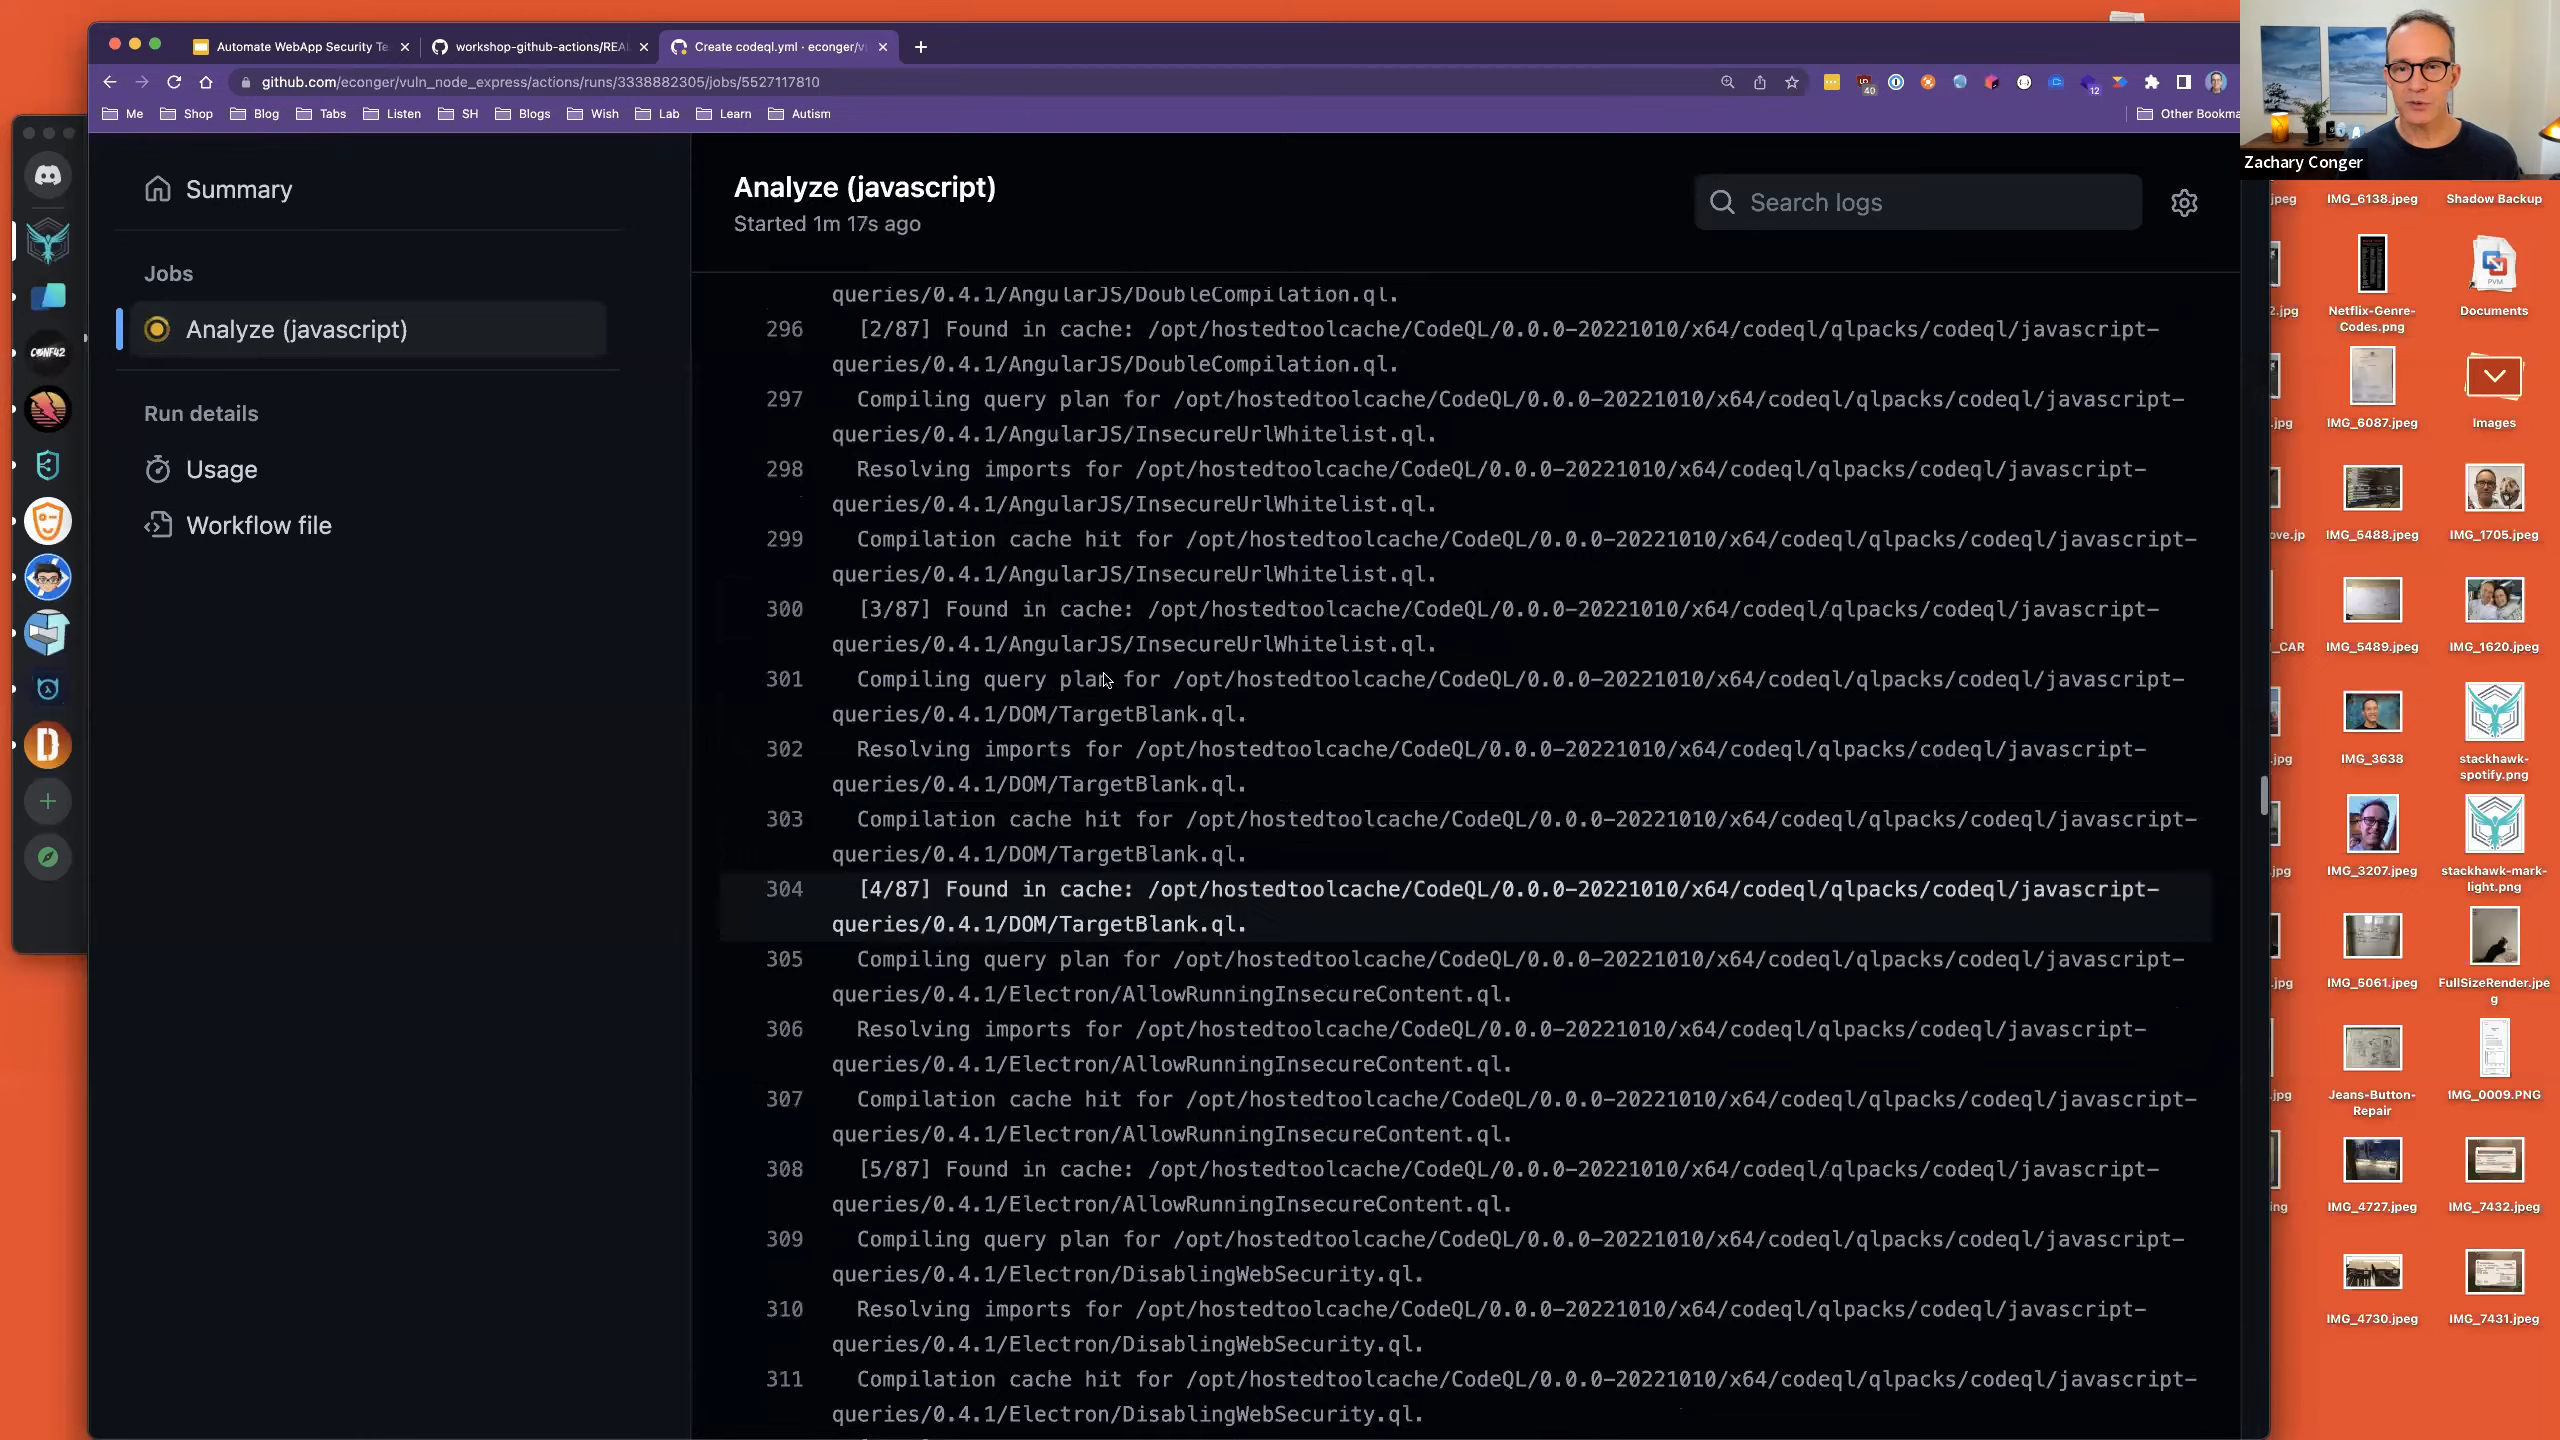 Automate WebApp Security Te
workshop-github-actions/REA
Create codeql.yml · econger/v
github.com/econger/vuln_node_express/actions/runs/3338882305/jobs/5527117810
40
12
Me
Shop
Blog
Tabs
Listen
SH
Blogs
Wish
Lab
Learn
Autism
Other Bookma
Zachary Conger
CONF42
Summary
Jobs
Analyze (javascript)
Run details
Usage
Workflow file
Analyze (javascript)
Started 1m 17s ago
Search logs
queries/0.4.1/AngularJS/DoubleCompilation.ql.
296 [2/87] Found in cache: /opt/hostedtoolcache/CodeQL/0.0.0-20221010/x64/codeql/qlpacks/codeql/javascript-
queries/0.4.1/AngularJS/DoubleCompilation.ql.
297 Compiling query plan for /opt/hostedtoolcache/CodeQL/0.0.0-20221010/x64/codeql/qlpacks/codeql/javascript-
queries/0.4.1/AngularJS/InsecureUrlWhitelist.ql.
298 Resolving imports for /opt/hostedtoolcache/CodeQL/0.0.0-20221010/x64/codeql/qlpacks/codeql/javascript-
queries/0.4.1/AngularJS/InsecureUrlWhitelist.ql.
299 Compilation cache hit for /opt/hostedtoolcache/CodeQL/0.0.0-20221010/x64/codeql/qlpacks/codeql/javascript-
queries/0.4.1/AngularJS/InsecureUrlWhitelist.ql.
300 [3/87] Found in cache: /opt/hostedtoolcache/CodeQL/0.0.0-20221010/x64/codeql/qlpacks/codeql/javascript-
queries/0.4.1/AngularJS/InsecureUrlWhitelist.ql.
301 Compiling query plan for /opt/hostedtoolcache/CodeQL/0.0.0-20221010/x64/codeql/qlpacks/codeql/javascript-
queries/0.4.1/DOM/TargetBlank.ql.
302 Resolving imports for /opt/hostedtoolcache/CodeQL/0.0.0-20221010/x64/codeql/qlpacks/codeql/javascript-
queries/0.4.1/DOM/TargetBlank.ql.
303 Compilation cache hit for /opt/hostedtoolcache/CodeQL/0.0.0-20221010/x64/codeql/qlpacks/codeql/javascript-
queries/0.4.1/DOM/TargetBlank.ql.
304 [4/87] Found in cache: /opt/hostedtoolcache/CodeQL/0.0.0-20221010/x64/codeql/qlpacks/codeql/javascript-
queries/0.4.1/DOM/TargetBlank.ql.
305 Compiling query plan for /opt/hostedtoolcache/CodeQL/0.0.0-20221010/x64/codeql/qlpacks/codeql/javascript-
queries/0.4.1/Electron/AllowRunningInsecureContent.ql.
306 Resolving imports for /opt/hostedtoolcache/CodeQL/0.0.0-20221010/x64/codeql/qlpacks/codeql/javascript-
queries/0.4.1/Electron/AllowRunningInsecureContent.ql.
307 Compilation cache hit for /opt/hostedtoolcache/CodeQL/0.0.0-20221010/x64/codeql/qlpacks/codeql/javascript-
queries/0.4.1/Electron/AllowRunningInsecureContent.ql.
308 [5/87] Found in cache: /opt/hostedtoolcache/CodeQL/0.0.0-20221010/x64/codeql/qlpacks/codeql/javascript-
queries/0.4.1/Electron/AllowRunningInsecureContent.ql.
309 Compiling query plan for /opt/hostedtoolcache/CodeQL/0.0.0-20221010/x64/codeql/qlpacks/codeql/javascript-
queries/0.4.1/Electron/DisablingWebSecurity.ql.
310 Resolving imports for /opt/hostedtoolcache/CodeQL/0.0.0-20221010/x64/codeql/qlpacks/codeql/javascript-
queries/0.4.1/Electron/DisablingWebSecurity.ql.
311 Compilation cache hit for /opt/hostedtoolcache/CodeQL/0.0.0-20221010/x64/codeql/qlpacks/codeql/javascript-
queries/0.4.1/Electron/DisablingWebSecurity.ql.
jpeg IMG_6138.jpeg Shadow Backup
PVM
2.jpg Netflix-Genre- Documents
Codes.png
.jpg IMG_6087.jpeg Images
ove.jp IMG_5488.jpeg IMG_1705.jpeg
_CAR IMG_5489.jpeg IMG_1620.jpeg
.jpg IMG_3638 stackhawk-
spotify.png
.jpg IMG_3207.jpeg stackhawk-mark-
light.png
.jpg IMG_5061.jpeg FullSizeRender.jpe
g
.jpg Jeans-Button- IMG_0009.PNG
Repair
ing IMG_4727.jpeg IMG_7432.jpeg
IMG_4730.jpeg IMG_7431.jpeg